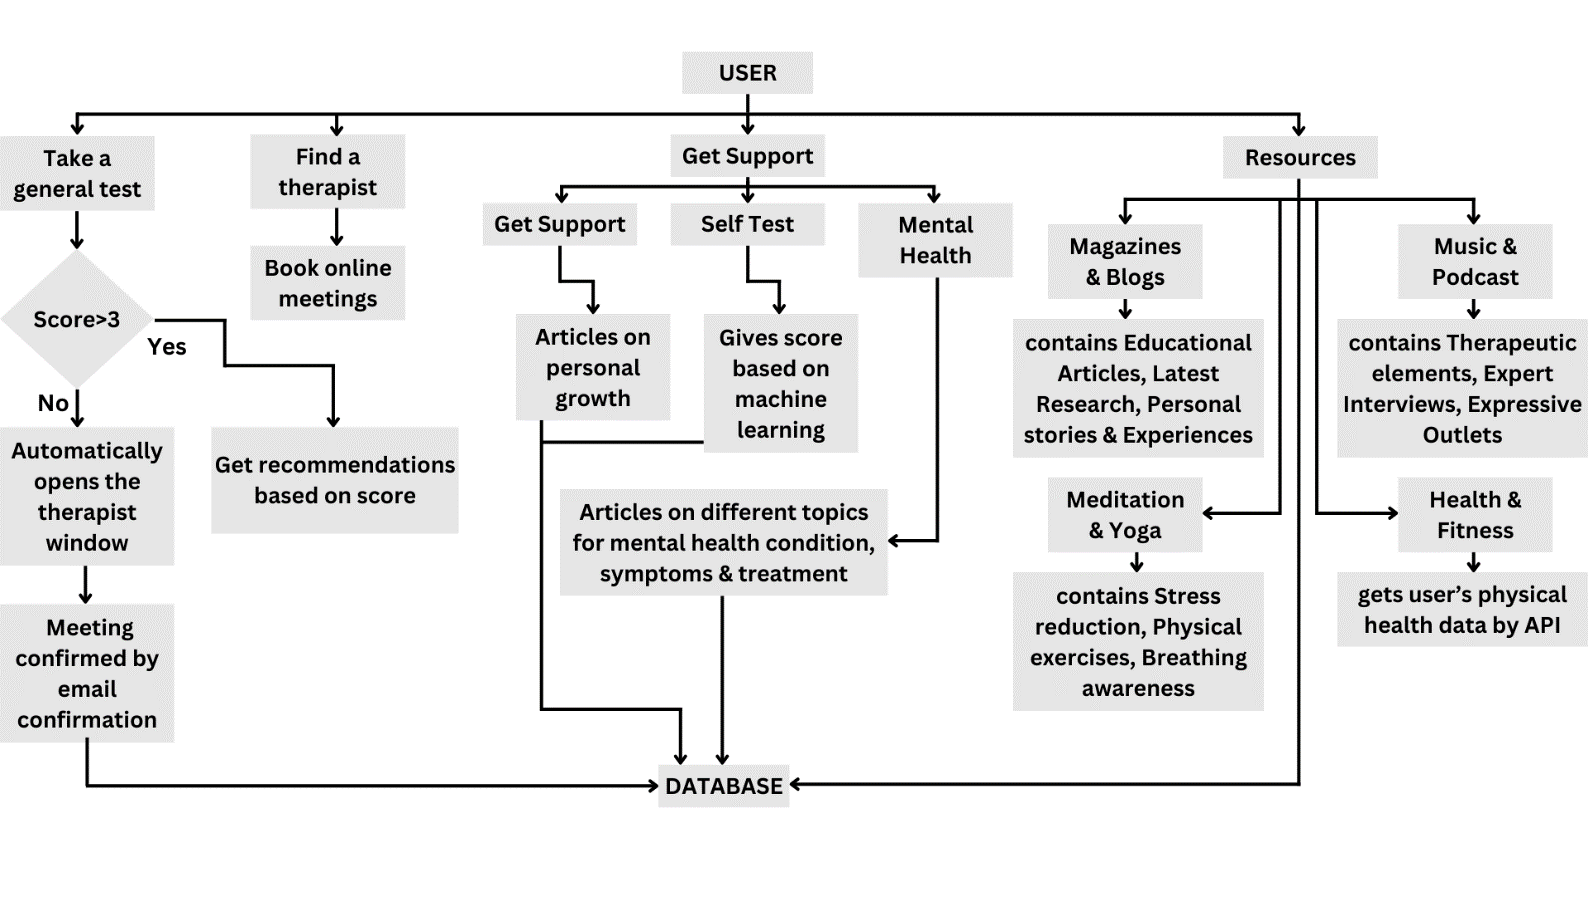 USER
Take a
general test
Find a
therapist
Get Support
Resources
Get Support
Self Test
Mental
Health
Magazines
& Blogs
Music &
Podcast
Book online
meetings
Score>3
Yes
No
Articles on
personal
growth
Gives score
based on
machine
learning
contains Educational
Articles, Latest
Research, Personal
stories & Experiences
contains Therapeutic
elements, Expert
Interviews, Expressive
Outlets
Automatically
opens the
therapist
window
Get recommendations
based on score
Articles on different topics
for mental health condition,
symptoms & treatment
Meditation
& Yoga
Health &
Fitness
contains Stress
reduction, Physical
exercises, Breathing
awareness
gets user’s physical
health data by API
Meeting
confirmed by
email
confirmation
DATABASE